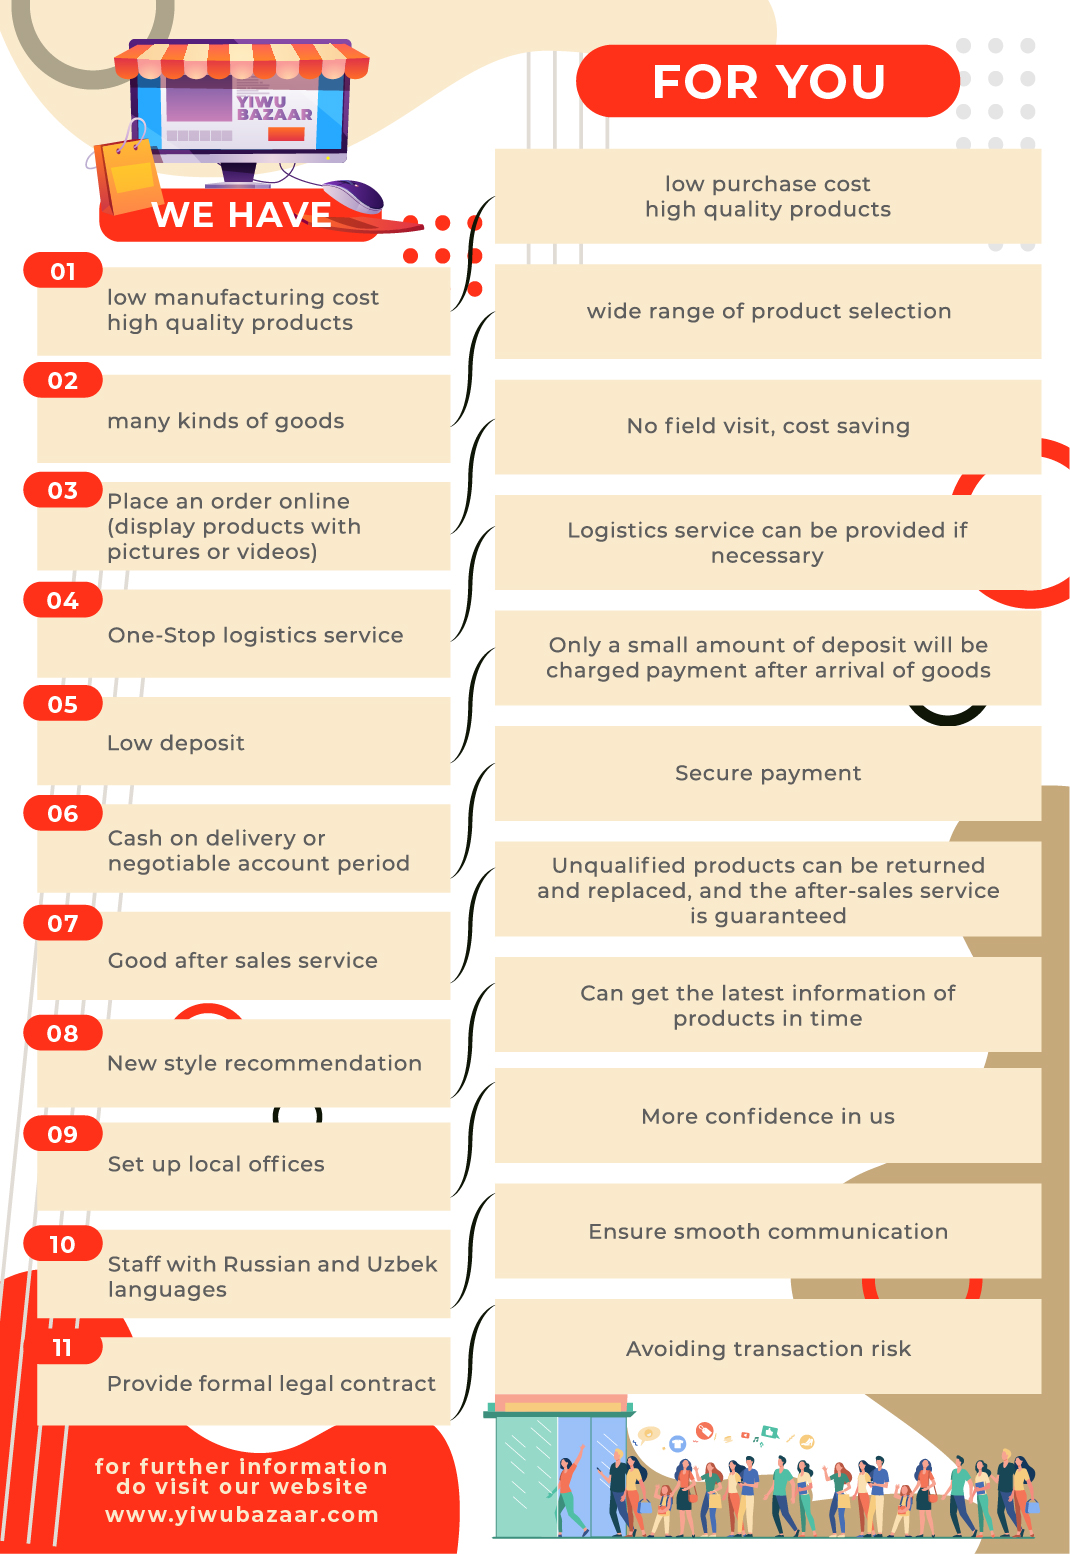 YIWU
BAZAAR
WE HAVE
FOR YOU
01
low manufacturing cost
high quality products
low purchase cost
high quality products
02
many kinds of goods
wide range of product selection
03
Place an order online
(display products with
pictures or videos)
No field visit, cost saving
04
One-Stop logistics service
Logistics service can be provided if
necessary
05
Low deposit
Only a small amount of deposit will be
charged payment after arrival of goods
06
Cash on delivery or
negotiable account period
Secure payment
07
Good after sales service
Unqualified products can be returned
and replaced, and the after-sales service
is guaranteed
08
New style recommendation
Can get the latest information of
products in time
09
Set up local offices
More confidence in us
10
Staff with Russian and Uzbek
languages
Ensure smooth communication
11
Provide formal legal contract
Avoiding transaction risk
for further information
do visit our website
www.yiwubazaar.com